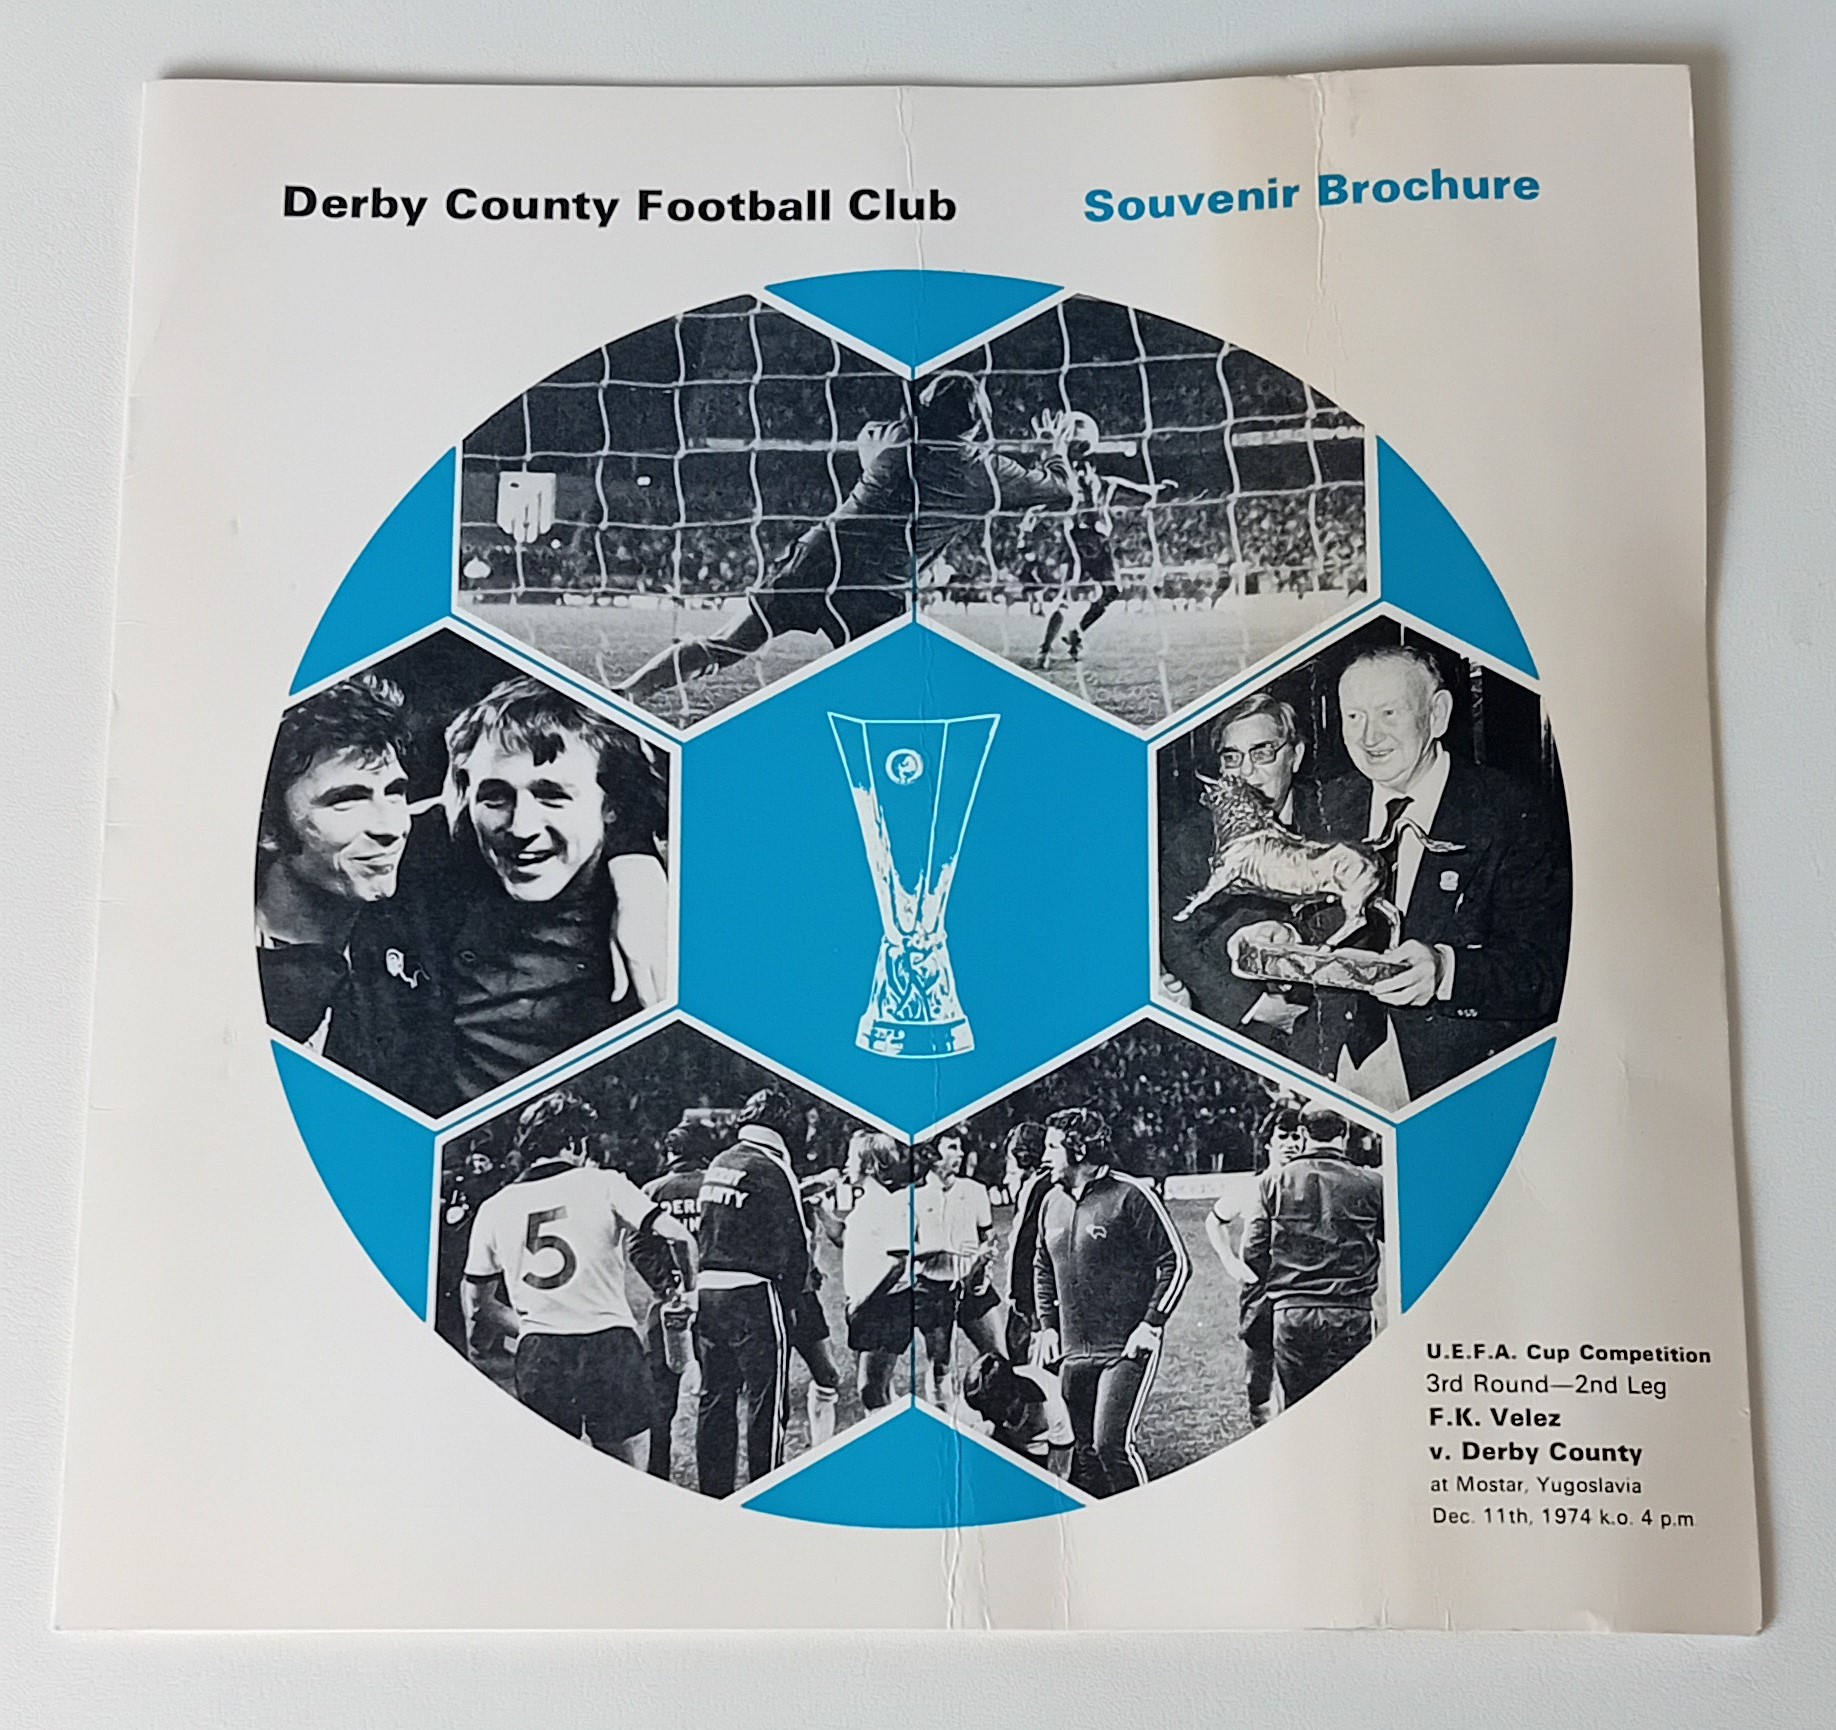 Derby County Football Club
Souvenir Brochure
5
U.E.F.A. Cup Competition
3rd Round—2nd Leg
F.K. Velez
v. Derby County
at Mostar, Yugoslavia
Dec. 11th, 1974 k.o. 4 p.m